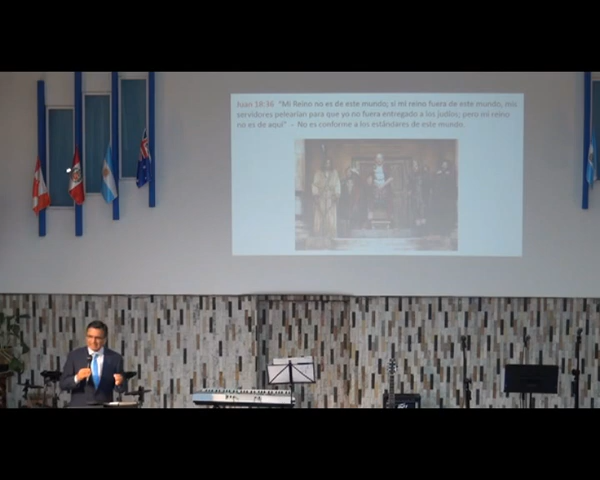 Juan 18:36 "Mi Reino no es de este mundo; si mi reino fuera de este mundo, mis
servidores pelearían para que yo no fuera entregado a los judíos; pero mi reino
no es de aquí" – No es conforme a los estándares de este mundo